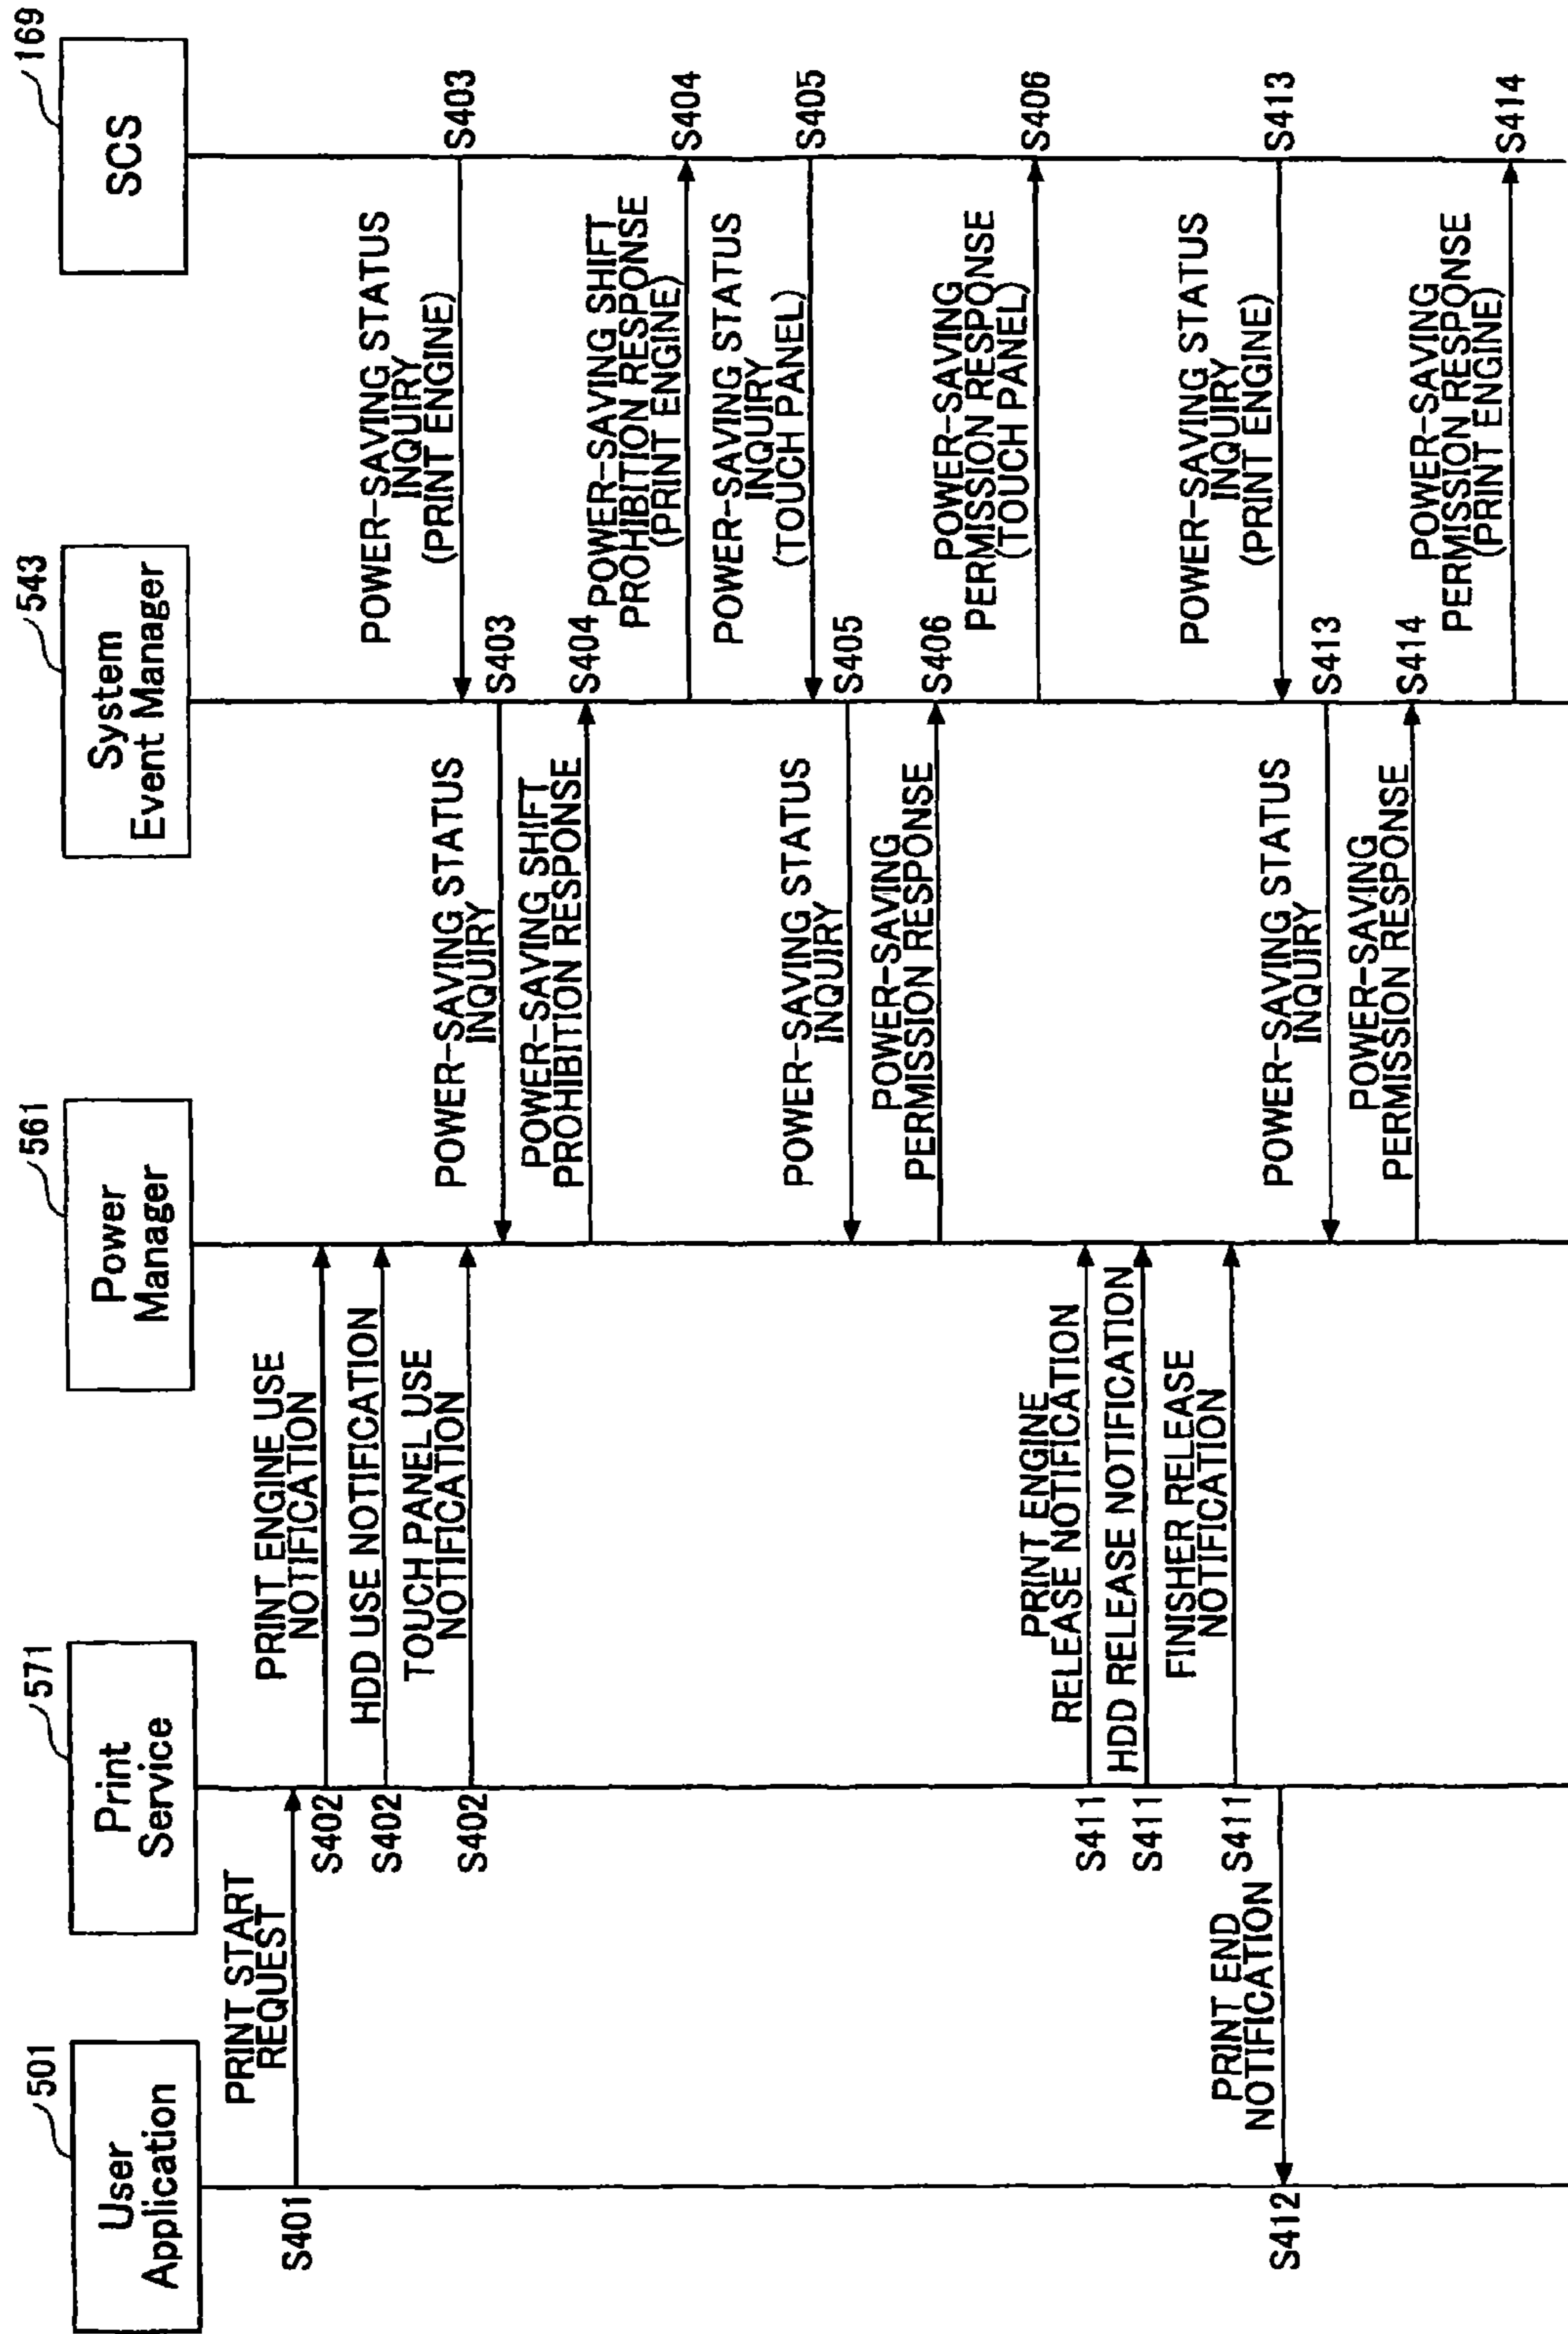 501
User
Application
571
Print
Service
561
Power
Manager
543
System
Event Manager
169
SCS
PRINT START
REQUEST
S401
PRINT ENGINE USE
NOTIFICATION
S402
HDD USE NOTIFICATION
S402
TOUCH PANEL USE
NOTIFICATION
S402
POWER-SAVING STATUS
INQUIRY
(PRINT ENGINE)
S403
POWER-SAVING STATUS
INQUIRY
S403
POWER-SAVING SHIFT
PROHIBITION RESPONSE
S404
POWER-SAVING SHIFT
PROHIBITION RESPONSE
(PRINT ENGINE)
S404
POWER-SAVING STATUS
INQUIRY
(TOUCH PANEL)
S405
POWER-SAVING STATUS
INQUIRY
S405
POWER-SAVING
PERMISSION RESPONSE
S406
POWER-SAVING
PERMISSION RESPONSE
(TOUCH PANEL)
S406
PRINT ENGINE
RELEASE NOTIFICATION
S411
HDD RELEASE NOTIFICATION
S411
FINISHER RELEASE
NOTIFICATION
S411
PRINT END
NOTIFICATION
S412
POWER-SAVING STATUS
INQUIRY
(PRINT ENGINE)
S413
POWER-SAVING STATUS
INQUIRY
S413
POWER-SAVING
PERMISSION RESPONSE
S414
POWER-SAVING
PERMISSION RESPONSE
(PRINT ENGINE)
S414